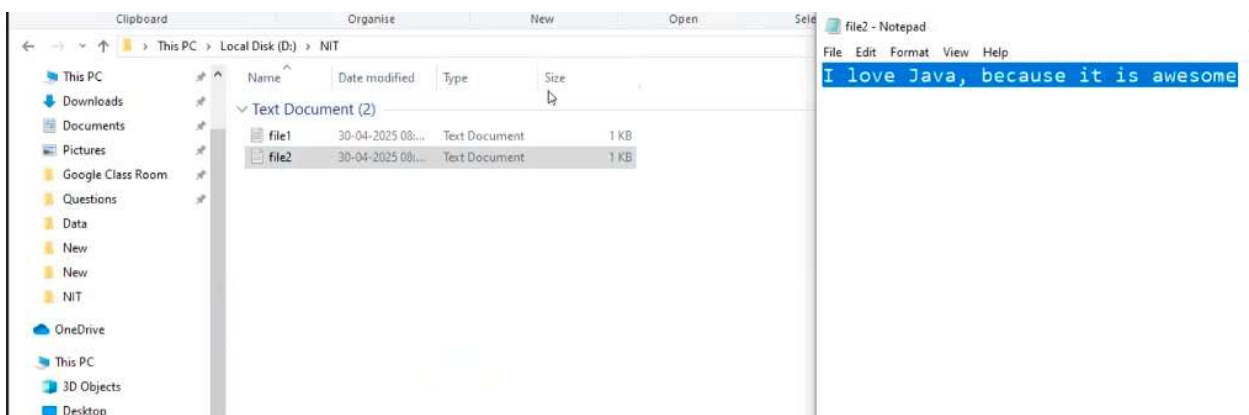 Clipboard Organise New Open Sele
This PC > Local Disk (D:) > NIT
This PC
Downloads
Documents
Pictures
Google Class Room
Questions
Data
New
New
NIT
OneDrive
This PC
3D Objects
Desktop
Name Date modified Type Size
Text Document (2)
file1 30-04-2025 08:... Text Document 1 KB
file2 30-04-2025 08:... Text Document 1 KB
file2 - Notepad
File Edit Format View Help
I love Java, because it is awesome